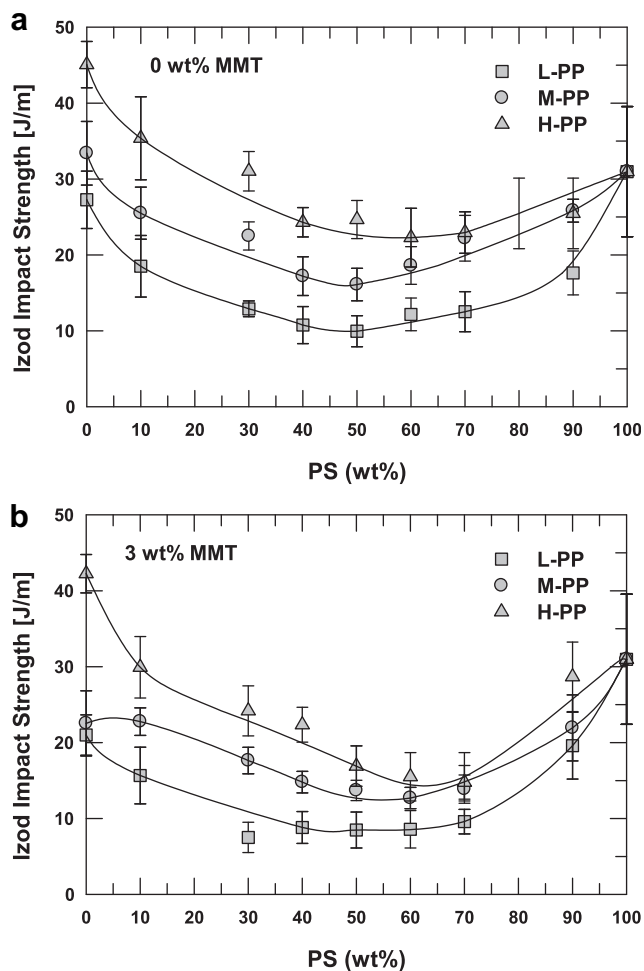 a
50
0 wt% MMT
L-PP
M-PP
H-PP
40
30
20
10
0
Izod Impact Strength [J/m]
0 10 20 30 40 50 60 70 80 90 100
PS (wt%)
b
50
3 wt% MMT
L-PP
M-PP
H-PP
40
30
20
10
0
Izod Impact Strength [J/m]
0 10 20 30 40 50 60 70 80 90 100
PS (wt%)